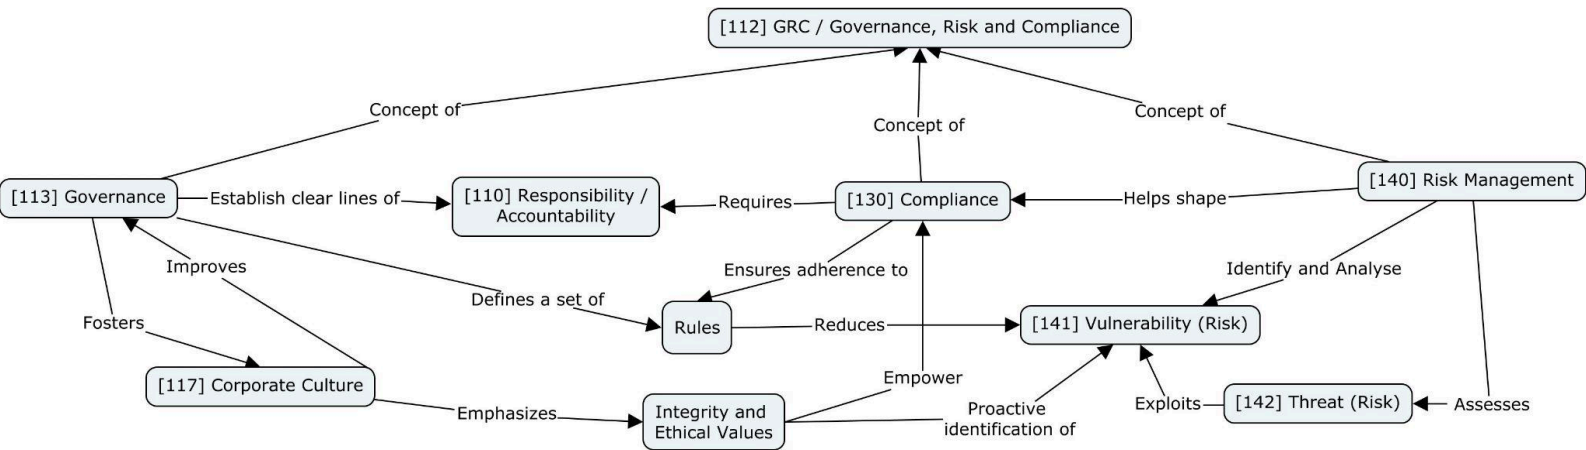 [112] GRC / Governance, Risk and Compliance
Concept of
Concept of
Concept of
[113] Governance
Establish clear lines of
[110] Responsibility /
Accountability
Requires
[130] Compliance
Helps shape
[140] Risk Management
Improves
Ensures adherence to
Identify and Analyse
Defines a set of
Fosters
Rules
Reduces
[141] Vulnerability (Risk)
[117] Corporate Culture
Emphasizes
Integrity and
Ethical Values
Empower
Proactive
identification of
Exploits
[142] Threat (Risk)
Assesses